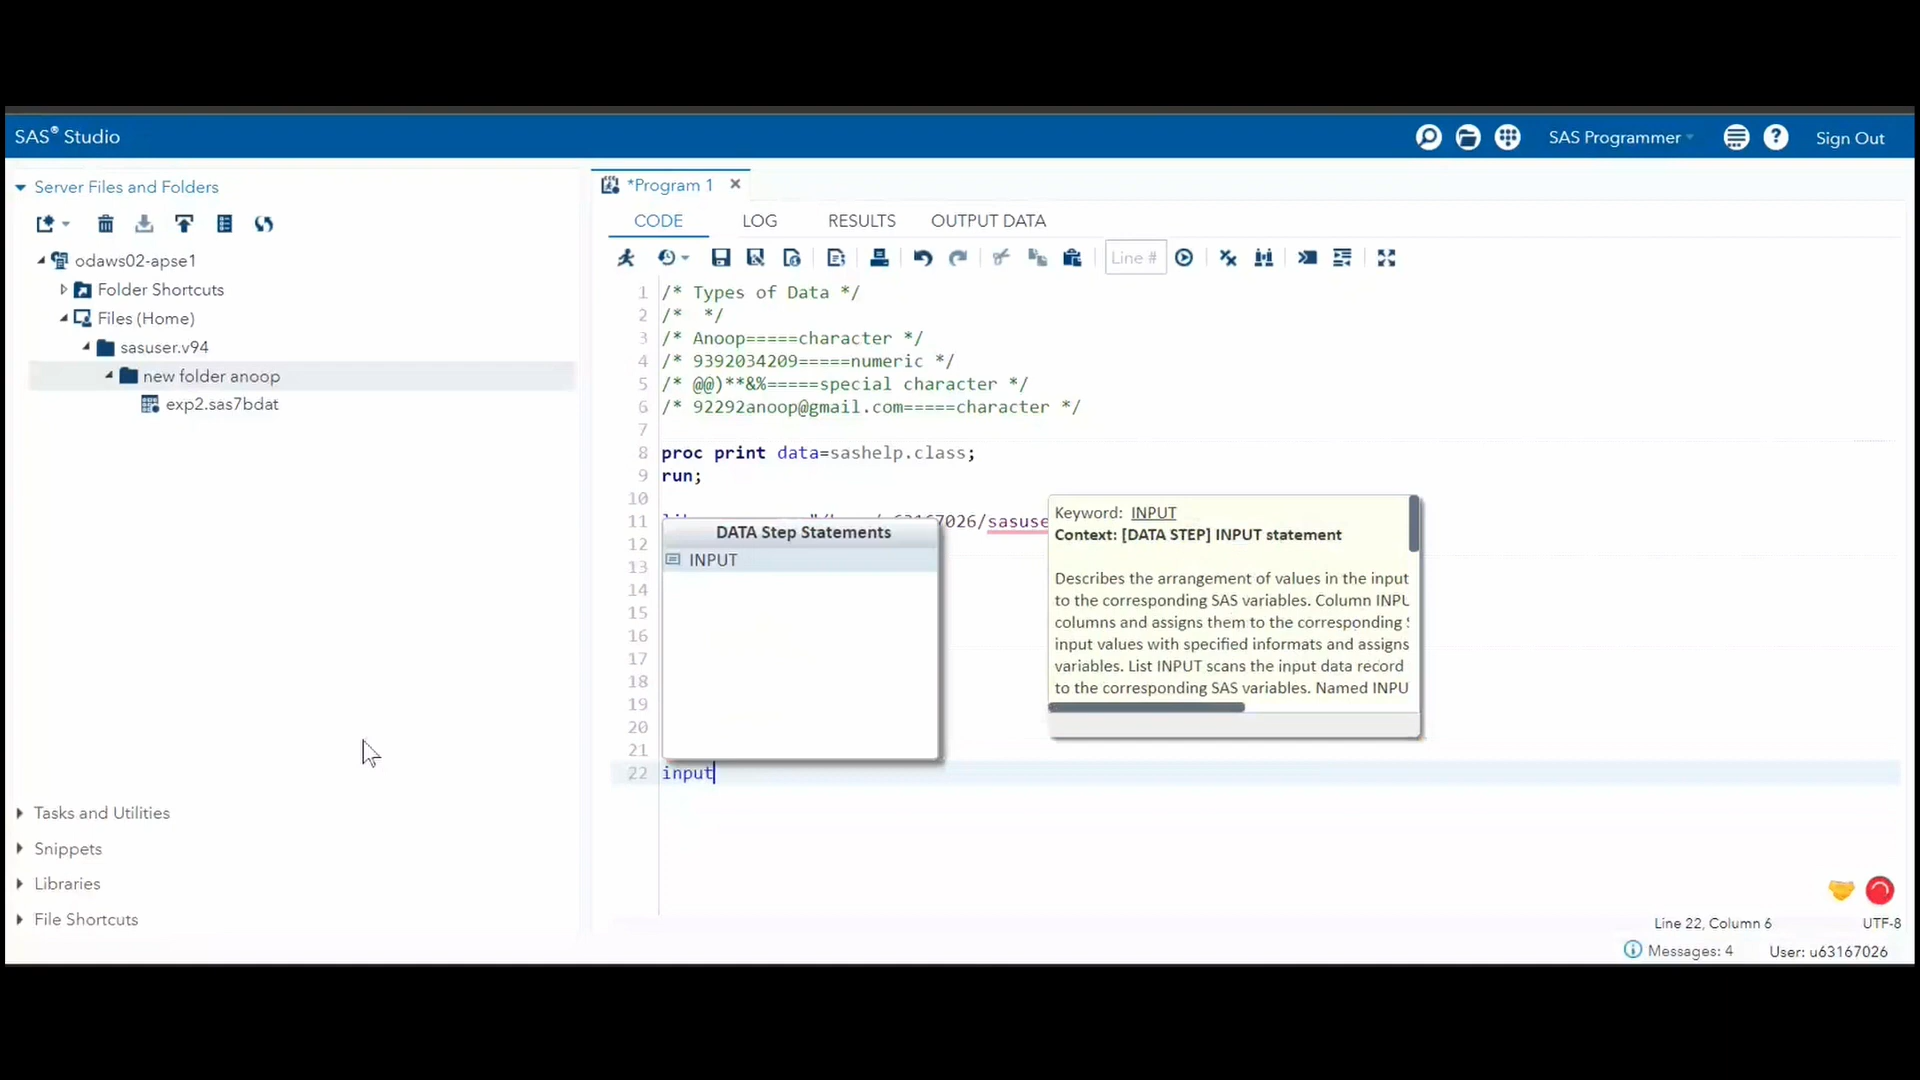 SAS® Studio
SAS Programmer
Sign Out
Server Files and Folders
odaws02-apse1
Folder Shortcuts
Files (Home)
sasuser.v94
new folder anoop
exp2.sas7bdat
Tasks and Utilities
Snippets
Libraries
File Shortcuts
*Program 1
CODE LOG RESULTS OUTPUT DATA
Line #
1 /* Types of Data */
2 /* */
3 /* Anoop=====character */
4 /* 9392034209=====numeric */
5 /* @@)**&%=====special character */
6 /* 92292anoop@gmail.com=====character */
7
8 proc print data=sashelp.class;
9 run;
10
11 63167026/sasuse
12
13
14
15
16
17
18
19
20
21
22 input
DATA Step Statements
INPUT
Keyword: INPUT
Context: [DATA STEP] INPUT statement
Describes the arrangement of values in the input
to the corresponding SAS variables. Column INPU
columns and assigns them to the corresponding
input values with specified informats and assigns
variables. List INPUT scans the input data record
to the corresponding SAS variables. Named INPU
Line 22, Column 6
UTF-8
Messages: 4
User: u63167026